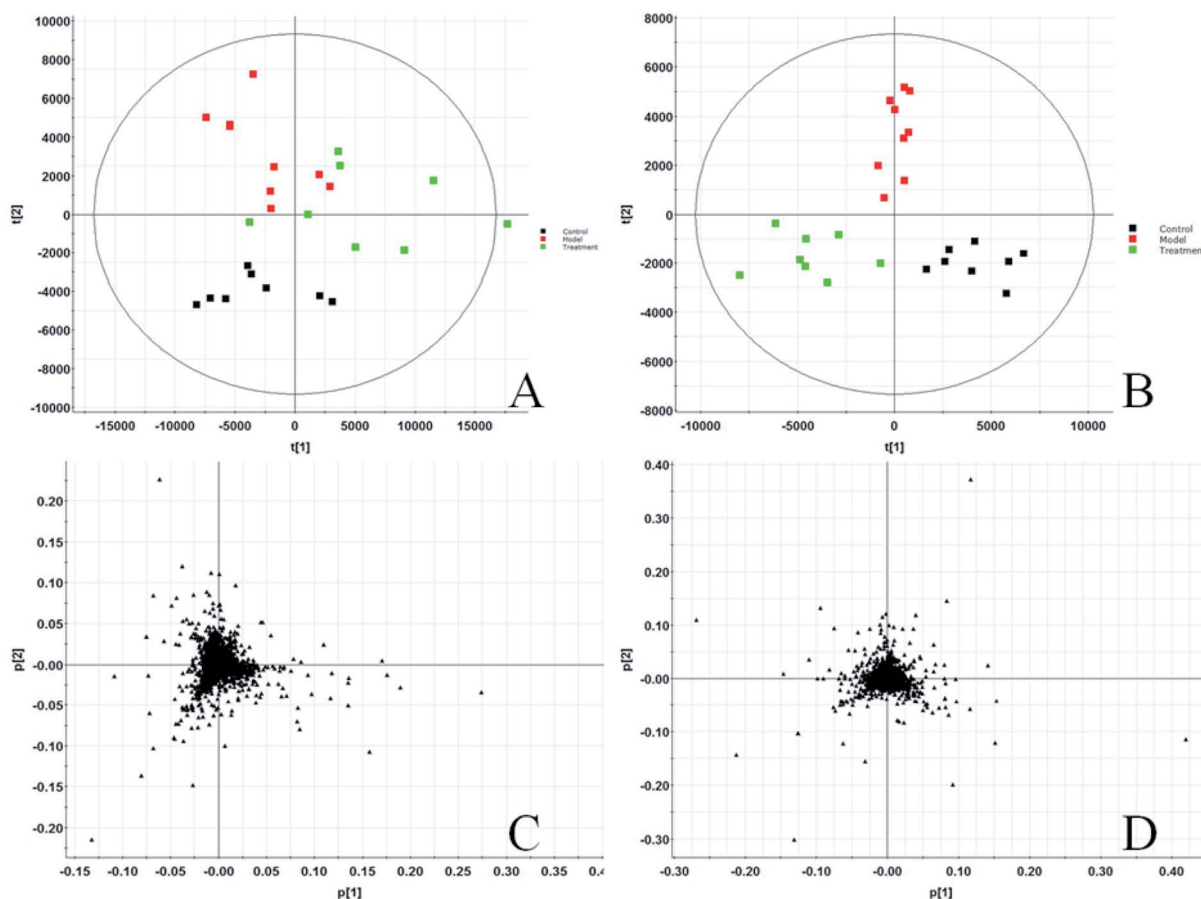 10000
8000
6000
4000
2000
0
-2000
-4000
-6000
-8000
-10000
t[2]
-15000 -10000 -5000 0 5000 10000 15000
t[1]
Control
Model
Treatment
A
8000
6000
4000
2000
0
-2000
-4000
-6000
-8000
t[2]
-10000 -5000 0 5000 10000
t[1]
Control
Model
Treatment
B
0.20
0.15
0.10
0.05
-0.00
-0.05
-0.10
-0.15
-0.20
p[2]
-0.15 -0.10 -0.05 -0.00 0.05 0.10 0.15 0.20 0.25 0.30 0.35 0.4
p[1]
C
0.40
0.30
0.20
0.10
-0.00
-0.10
-0.20
-0.30
p[2]
-0.30 -0.20 -0.10 -0.00 0.10 0.20 0.30 0.40
p[1]
D